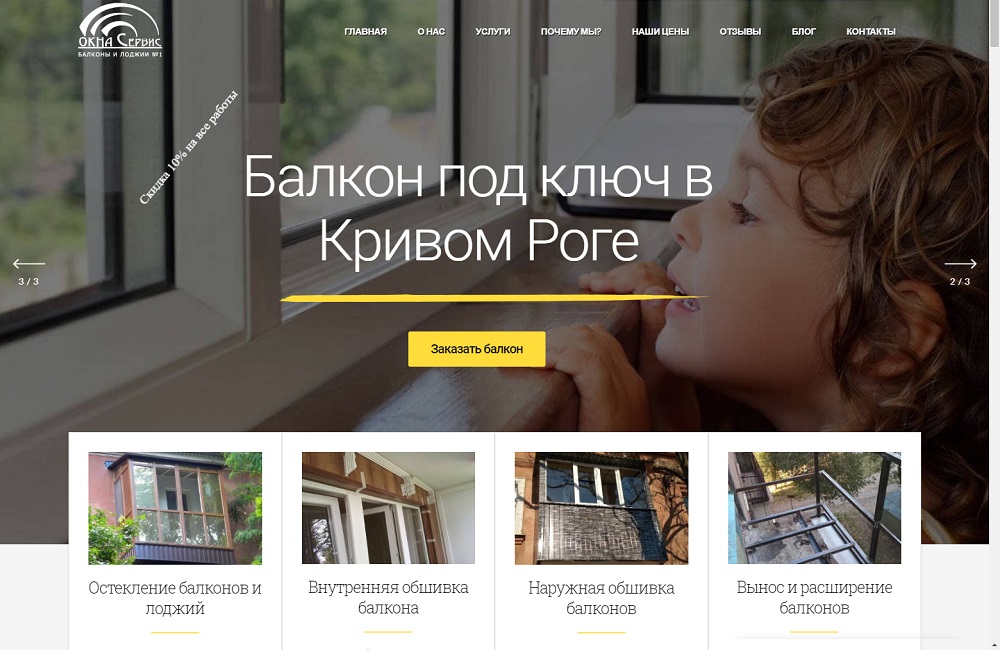 ОКНА СЕРВИС
БАЛКОНЫ И ЛОДЖИИ №1
ГЛАВНАЯ
О НАС
УСЛУГИ
ПОЧЕМУ МЫ?
НАШИ ЦЕНЫ
ОТЗЫВЫ
БЛОГ
КОНТАКТЫ
Скидка 10% на все работы
Балкон под ключ в
Кривом Роге
3 / 3
2 / 3
Заказать балкон
Остекление балконов и
лоджий
Внутренняя обшивка
балкона
Наружная обшивка
балконов
Вынос и расширение
балконов